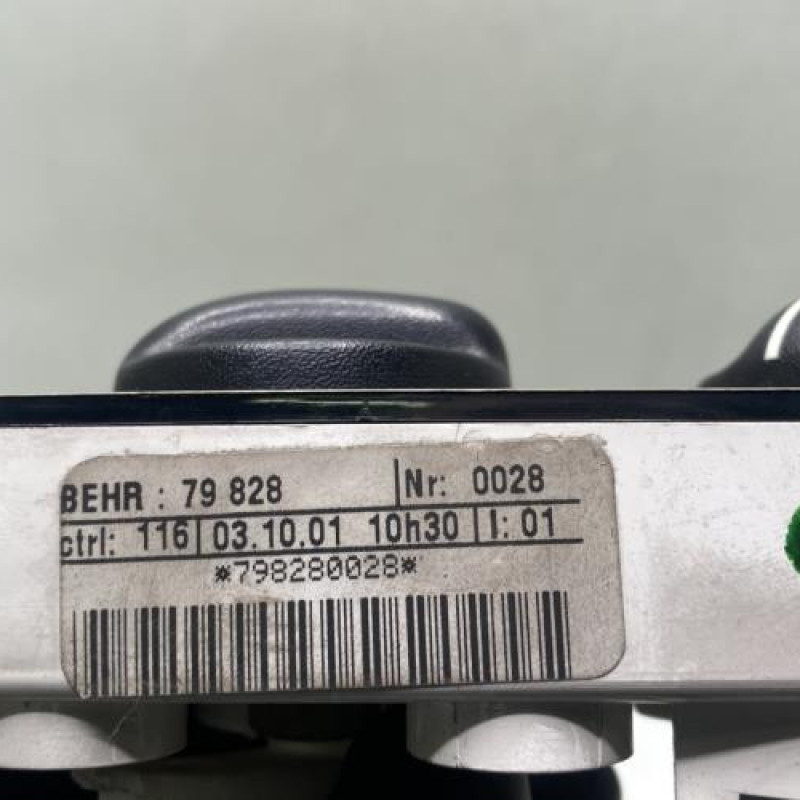 BEHR : 79 828 Nr: 0028
ctrl: 116 03.10.01 10h30 I: 01
*798280028*